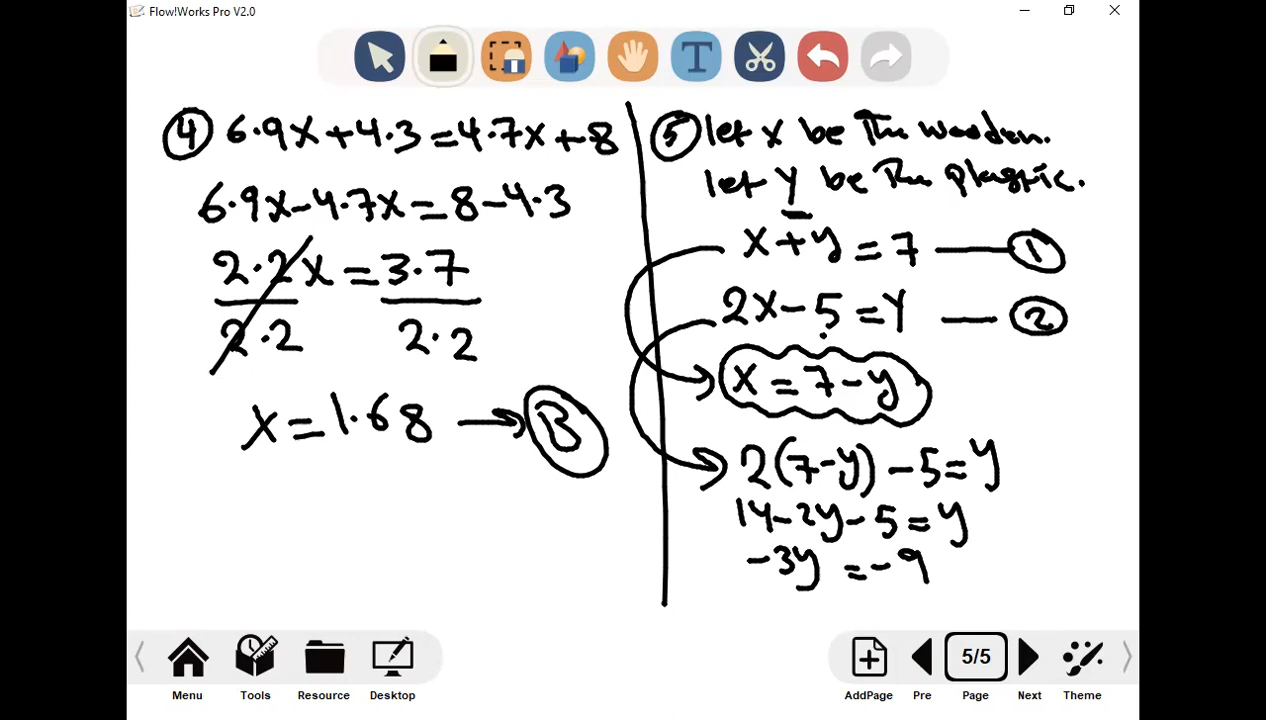 Flow!Works Pro V2.0
④ 6.9x+4.3=4.7x+8
6.9x-4.7x=8-4.3
2.2x=3.7
2.2 2.2
x=1.68 → B
⑤ let x be the wooden.
let y be the plastic.
x+y=7 — ①
2x-5=y — ②
x=7-y
2(7-y)-5=y
14-2y-5=y
-3y=-9
Menu Tools Resource Desktop
5/5
AddPage Pre Page Next Theme